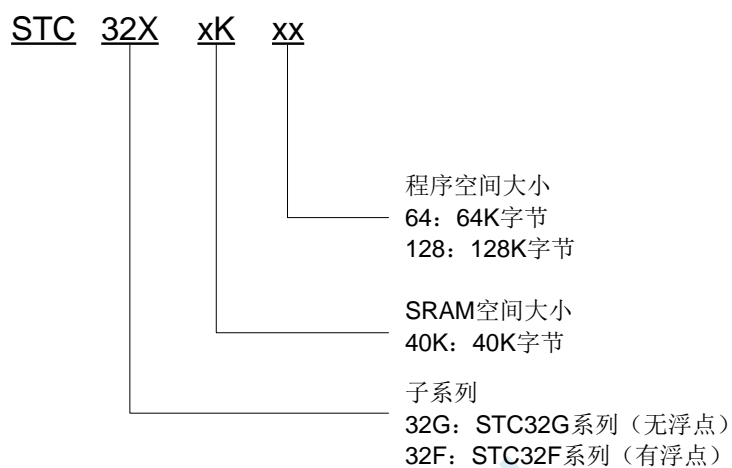 STC 32X xK xx
程序空间大小
64：64K字节
128：128K字节
SRAM空间大小
40K：40K字节
子系列
32G：STC32G系列（无浮点）
32F：STC32F系列（有浮点）